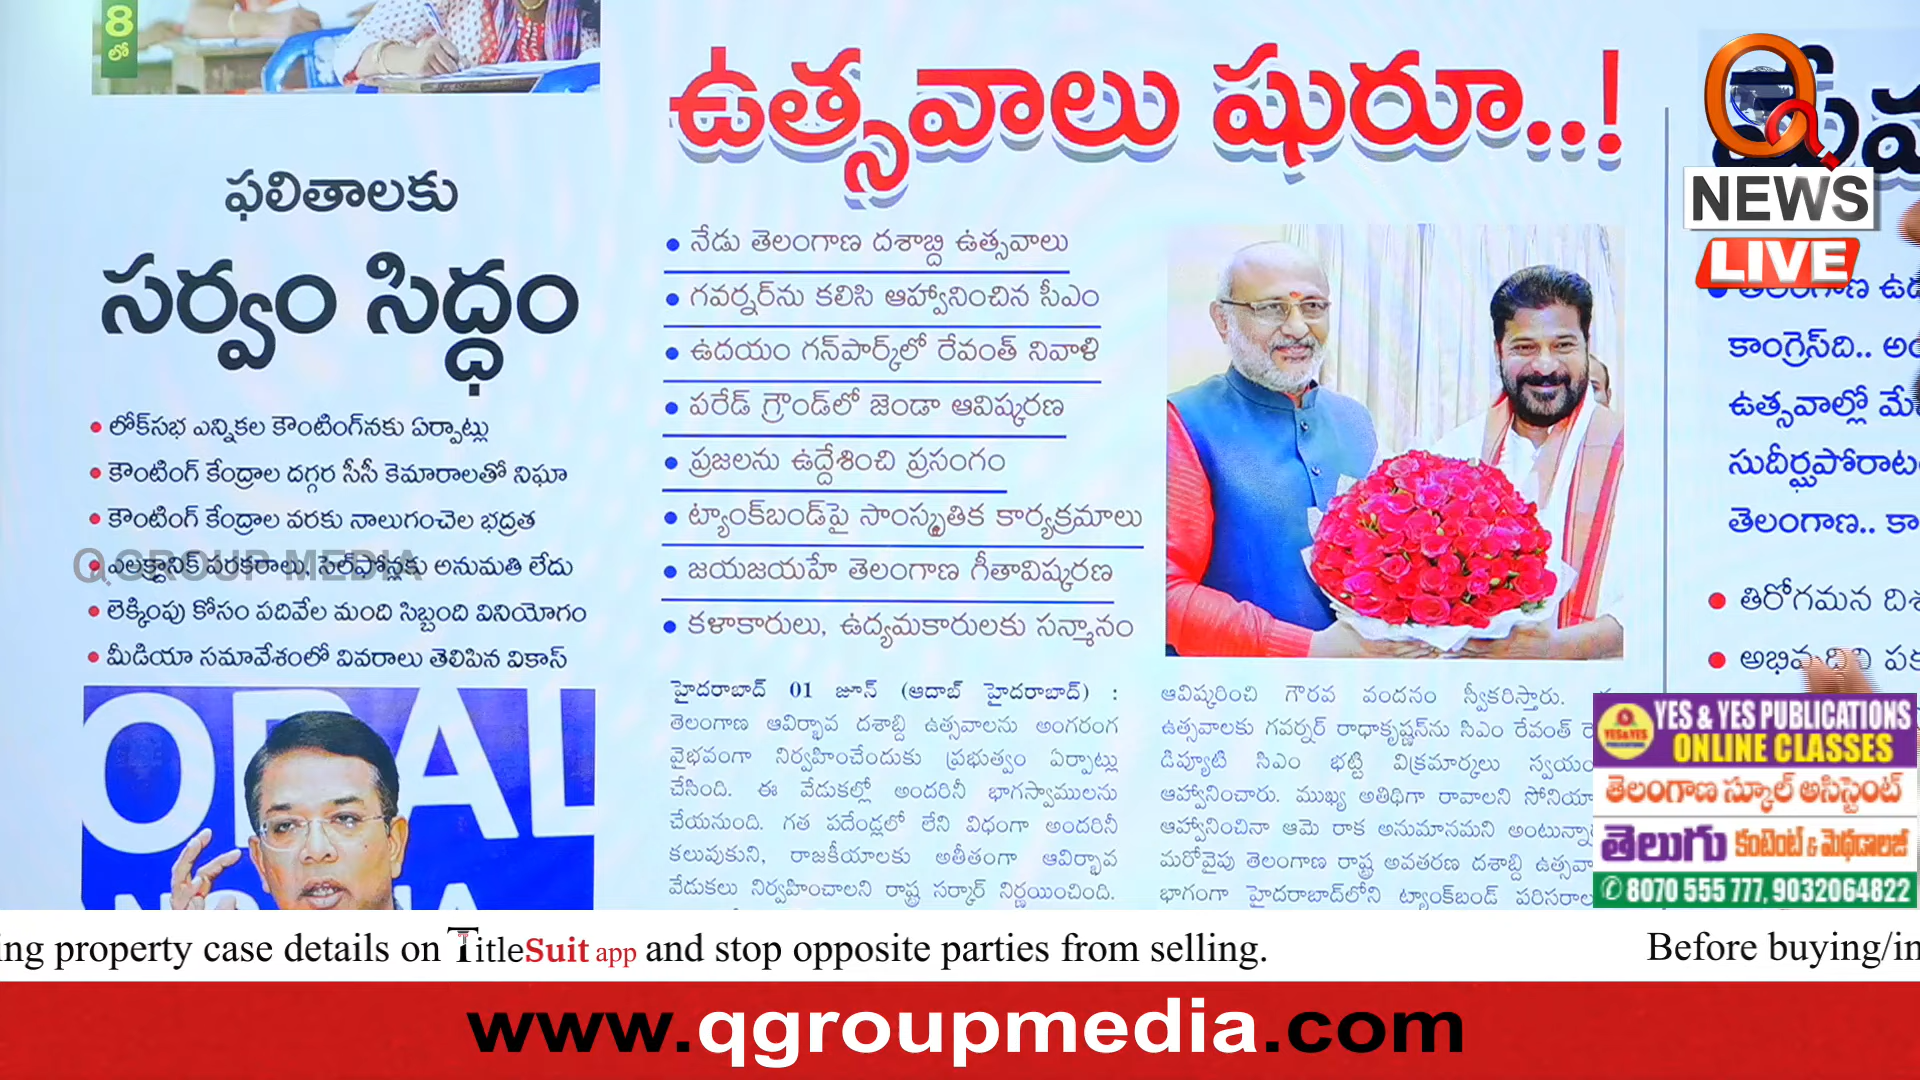 8
లో
ఫలితాలకు
సర్వం సిద్ధం
• లోక్‌సభ ఎన్నికల కౌంటింగ్‌నకు ఏర్పాట్లు
• కౌంటింగ్ కేంద్రాల దగ్గర సీసీ కెమారాలతో నిఘా
• కౌంటింగ్ కేంద్రాల వరకు నాలుగంచెల భద్రత
• ఎలక్ట్రానిక్ పరికరాలు, సెల్‌ఫోన్లకు అనుమతి లేదు
• లెక్కింపు కోసం పదివేల మంది సిబ్బంది వినియోగం
• మీడియా సమావేశంలో వివరాలు తెలిపిన వికాస్
Q GROUP MEDIA
ఉత్సవాలు షురూ..!
• నేడు తెలంగాణ దశాబ్ది ఉత్సవాలు
• గవర్నర్‌ను కలిసి ఆహ్వానించిన సీఎం
• ఉదయం గన్‌పార్క్‌లో రేవంత్ నివాళి
• పరేడ్ గ్రౌండ్‌లో జెండా ఆవిష్కరణ
• ప్రజలను ఉద్దేశించి ప్రసంగం
• ట్యాంక్‌బండ్‌పై సాంస్కృతిక కార్యక్రమాలు
• జయజయహే తెలంగాణ గీతావిష్కరణ
• కళాకారులు, ఉద్యమకారులకు సన్మానం
హైదరాబాద్ 01 జూన్ (ఆదాబ్ హైదరాబాద్) :
తెలంగాణ ఆవిర్భావ దశాబ్ది ఉత్సవాలను అంగరంగ
వైభవంగా నిర్వహించేందుకు ప్రభుత్వం ఏర్పాట్లు
చేసింది. ఈ వేడుకల్లో అందరినీ భాగస్వాములను
చేయనుంది. గత పదేండ్లలో లేని విధంగా అందరినీ
కలుపుకుని, రాజకీయాలకు అతీతంగా ఆవిర్భావ
వేడుకలు నిర్వహించాలని రాష్ట్ర సర్కార్ నిర్ణయించింది.
ఆవిష్కరించి గౌరవ వందనం స్వీకరిస్తారు.
ఉత్సవాలకు గవర్నర్ రాధాకృష్ణన్‌ను సిఎం రేవంత్
డిప్యూటి సిఎం భట్టి విక్రమార్కలు
ఆహ్వానించారు. ముఖ్య అతిథిగా రావాలని సోనియా
ఆహ్వానించినా ఆమె రాక అనుమానమని
మరోవైపు తెలంగాణ రాష్ట్ర అవతరణ దశాబ్ది
భాగంగా హైదరాబాద్‌లోని ట్యాంక్‌బండ్
• తెలంగాణ
కాంగ్రెస్‌ది..
ఉత్సవాల్లో
తెలంగాణ..
• తిరోగమన
Q
NEWS
LIVE
YES & YES PUBLICATIONS
ONLINE CLASSES
తెలంగాణ స్కూల్ అసిస్టెంట్
తెలుగు కంటెంట్ & మెథడాలజీ
8070 555 777, 9032064822
property case details on TitleSuit app and stop opposite parties from selling.
Before
www.qgroupmedia.com